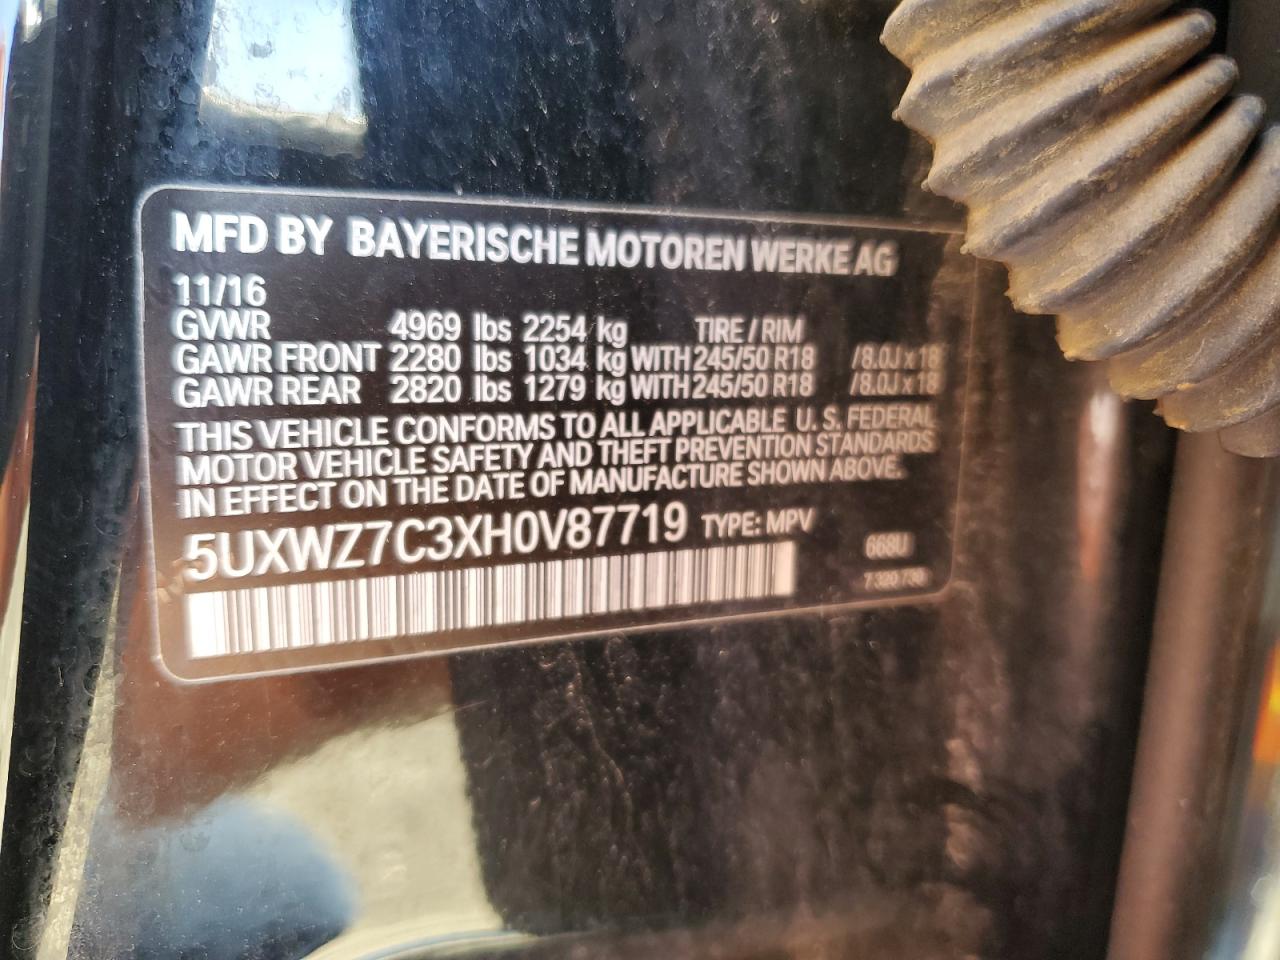 MFD BY BAYERISCHE MOTOREN WERKE AG
11/16
GVWR 4969 lbs 2254 kg TIRE / RIM
GAWR FRONT 2280 lbs 1034 kg WITH 245/50 R18 /8.0J x 18
GAWR REAR 2820 lbs 1279 kg WITH 245/50 R18 /8.0J x 18
THIS VEHICLE CONFORMS TO ALL APPLICABLE U. S. FEDERAL
MOTOR VEHICLE SAFETY AND THEFT PREVENTION STANDARDS
IN EFFECT ON THE DATE OF MANUFACTURE SHOWN ABOVE.
5UXWZ7C3XH0V87719 TYPE: MPV
668U
7 320 730